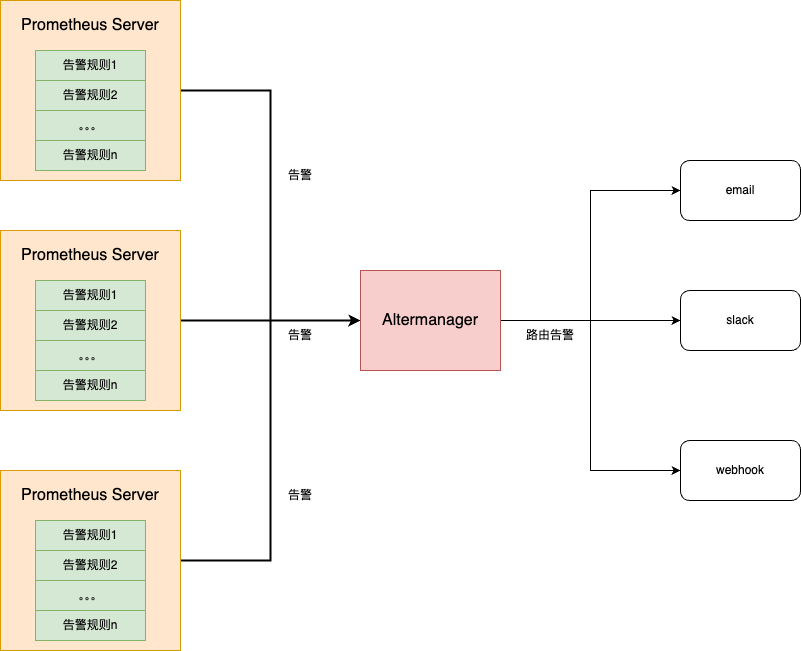 Prometheus Server
告警规则1
告警规则2
。。。
告警规则n
告警
Prometheus Server
告警规则1
告警规则2
。。。
告警规则n
告警
Prometheus Server
告警规则1
告警规则2
。。。
告警规则n
告警
Altermanager
路由告警
email
slack
webhook